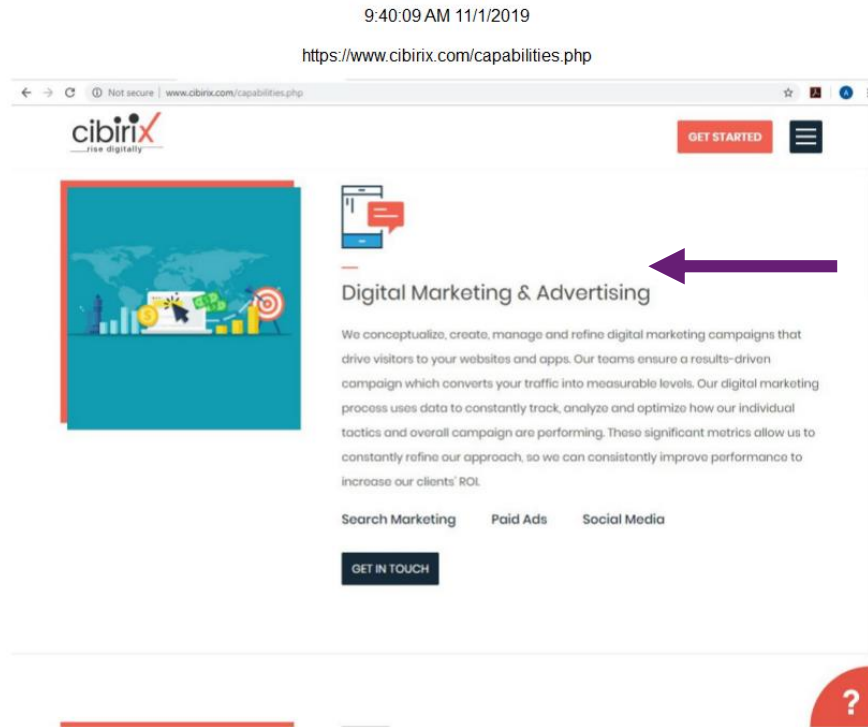 9:40:09 AM 11/1/2019
https://www.cibirix.com/capabilities.php
Not secure | www.cibirix.com/capabilities.php
cibirix
rise digitally
GET STARTED
Digital Marketing & Advertising
We conceptualize, create, manage and refine digital marketing campaigns that
drive visitors to your websites and apps. Our teams ensure a results-driven
campaign which converts your traffic into measurable levels. Our digital marketing
process uses data to constantly track, analyze and optimize how our individual
tactics and overall campaign are performing. These significant metrics allow us to
constantly refine our approach, so we can consistently improve performance to
increase our clients' ROI.
Search Marketing Paid Ads Social Media
GET IN TOUCH
?